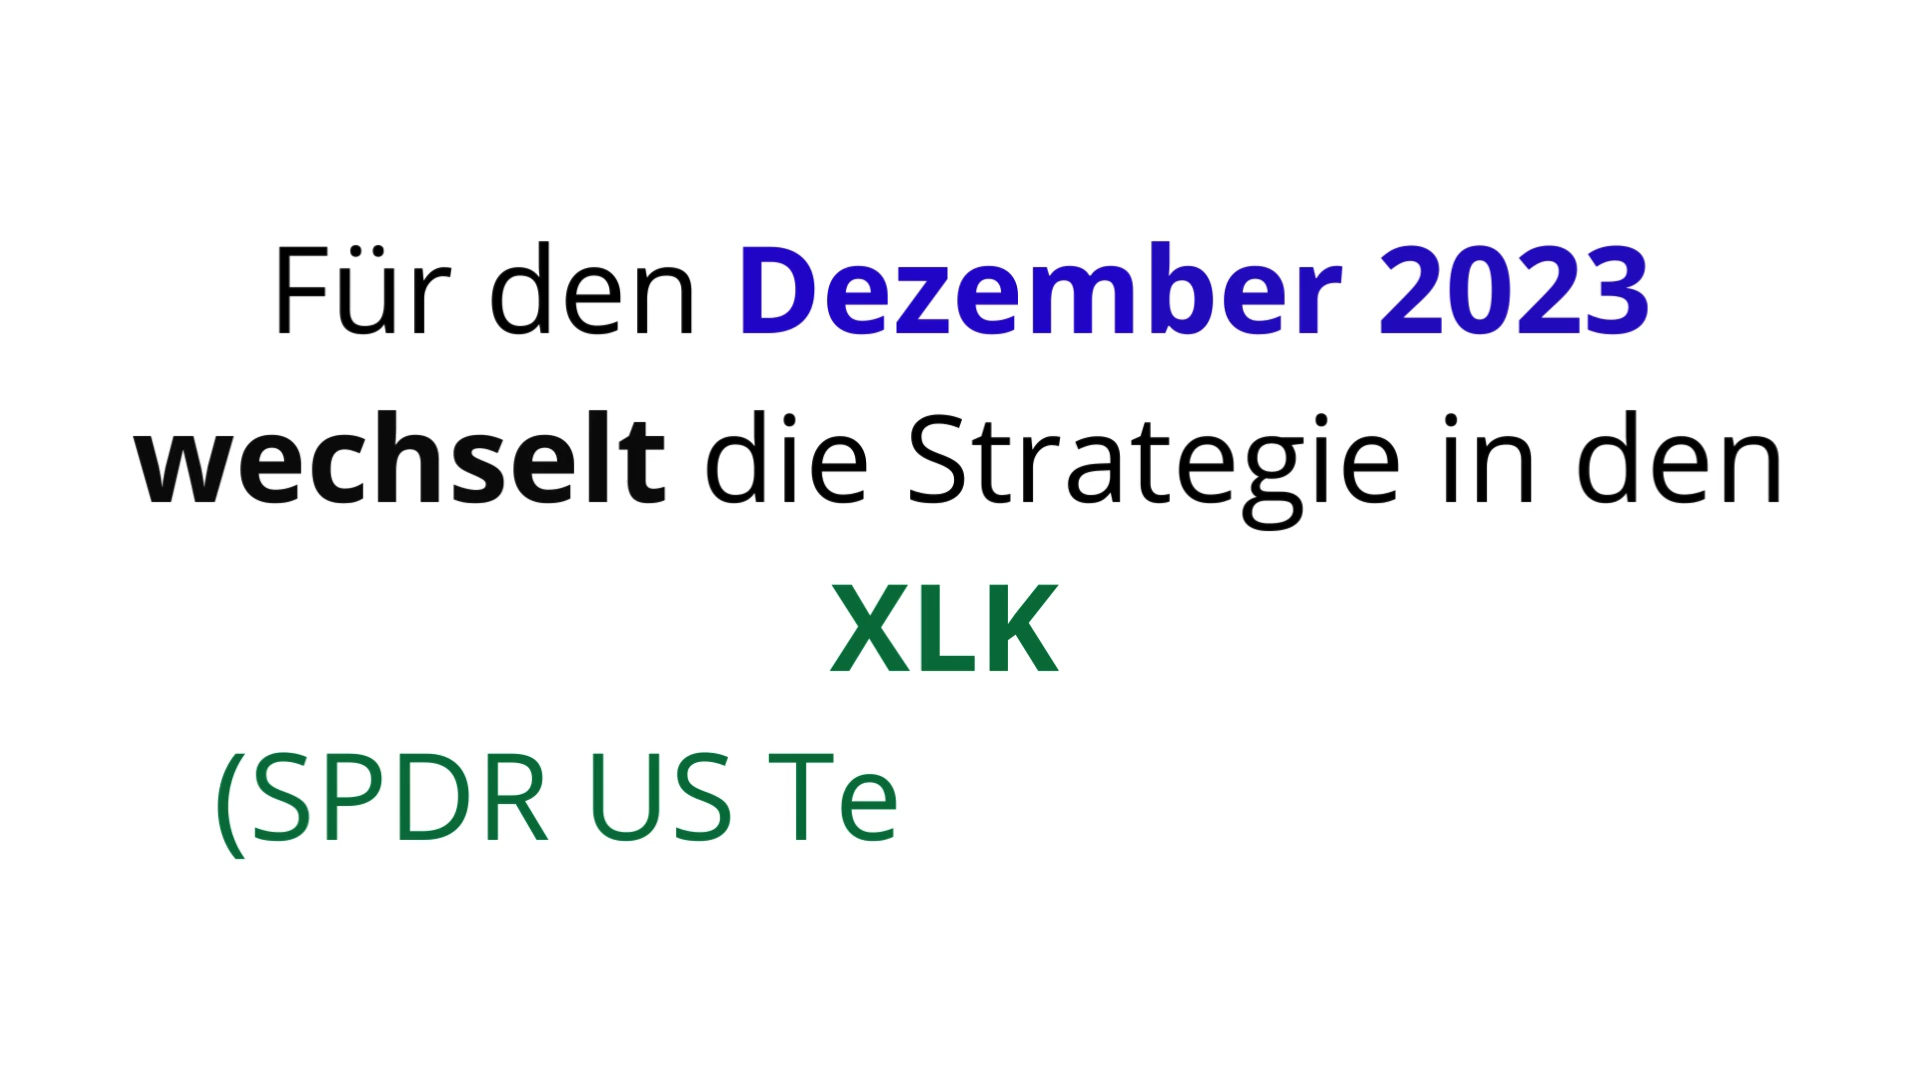 Für den Dezember 2023
wechselt die Strategie in den
XLK
(SPDR US Te